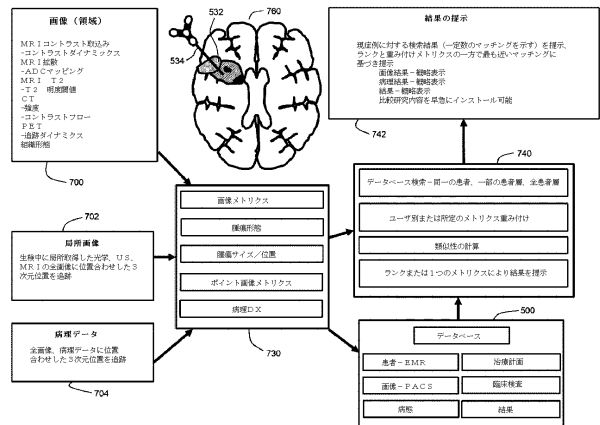 画像（領域）
ＭＲＩコントラスト取込み
-コントラストダイナミックス
ＭＲＩ拡散
-ＡＤＣマッピング
ＭＲＩ　Ｔ２
-Ｔ２　明度閾値
ＣＴ
-強度
-コントラストフロー
ＰＥＴ
-追跡ダイナミクス
組織形態
700
532
534
760
結果の提示
現症例に対する検索結果（一定数のマッチングを示す）を提示、
ランクと重み付けメトリクスの一方で最も近いマッチングに
基づき提示
画像結果－概略表示
病理結果－概略表示
結果－概略表示
比較研究内容を早急にインストール可能
742
702
局所画像
生検中に局所取得した光学、ＵＳ、
ＭＲＩの全画像に位置合わせした３
次元位置を追跡
病理データ
全画像、病理データに位置
合わせした３次元位置を追跡
704
画像メトリクス
腫瘍形態
腫瘍サイズ／位置
ポイント画像メトリクス
病理ＤＸ
730
740
データベース検索－同一の患者、一部の患者層、全患者層
ユーザ別または所定のメトリクス重み付け
類似性の計算
ランクまたは１つのメトリクスにより結果を提示
500
データベース
患者－ＥＭＲ
治療計画
画像－ＰＡＣＳ
臨床検査
病態
結果